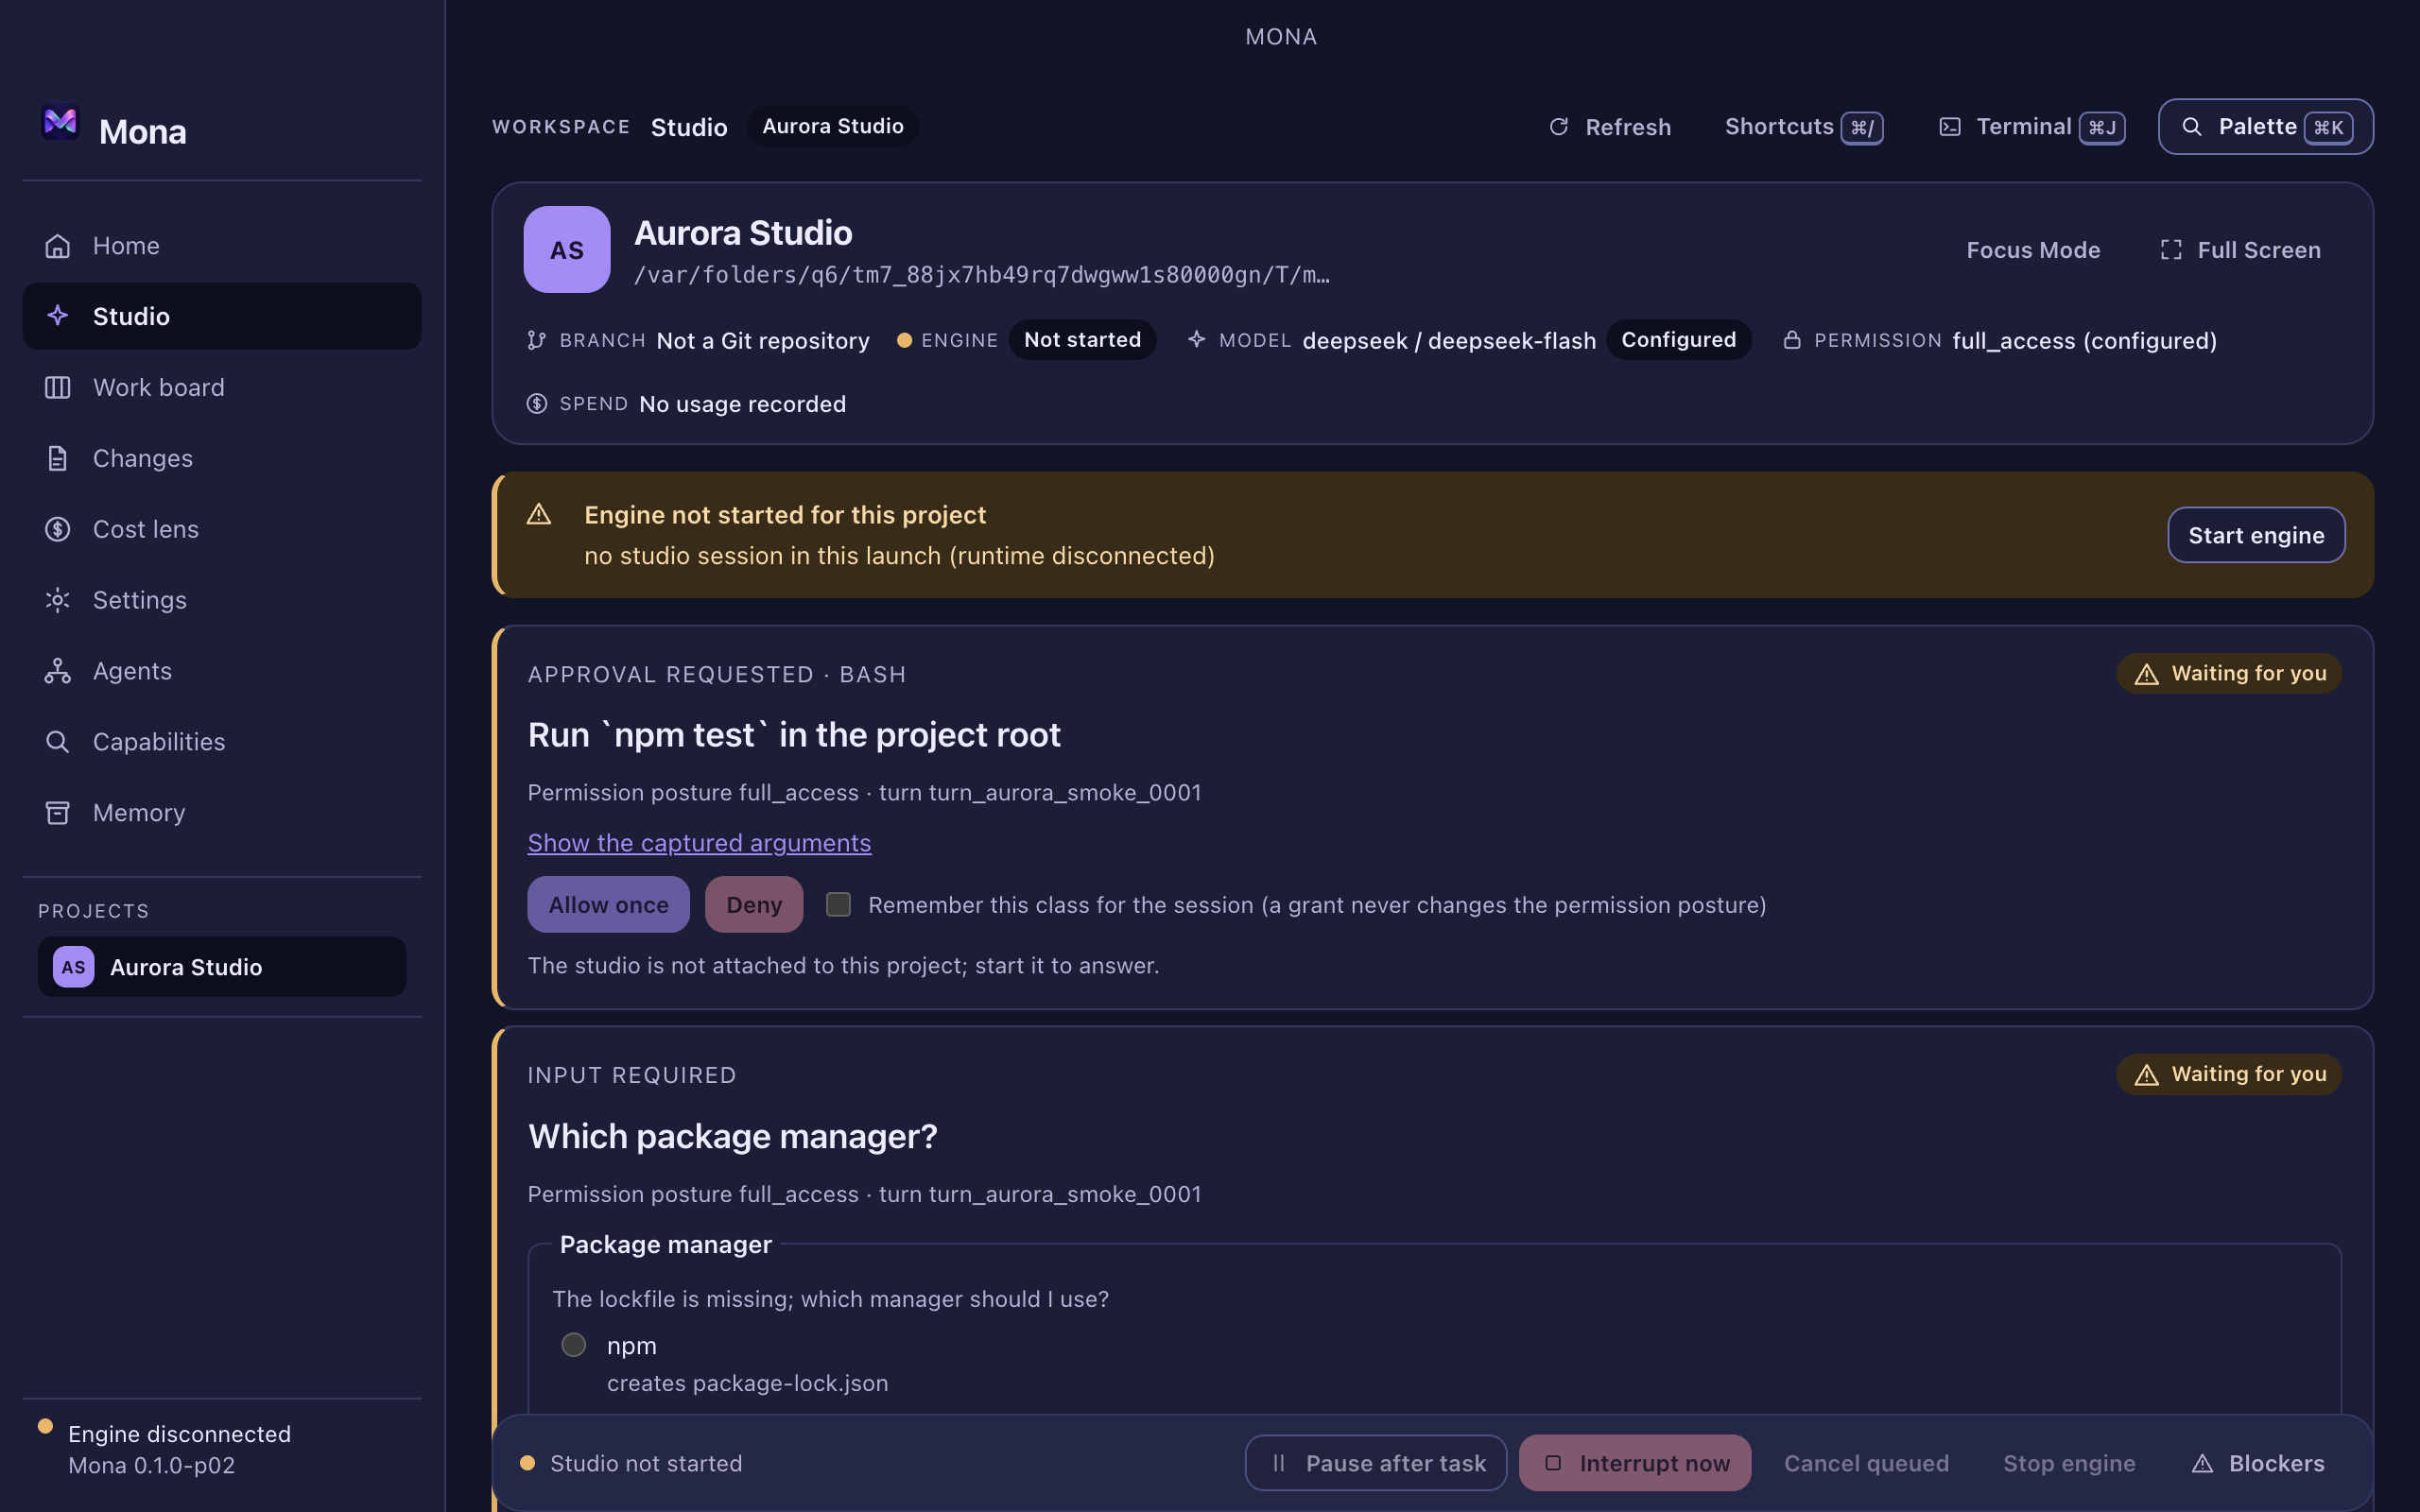 MONA
Mona
Home
Studio
Work board
Changes
Cost lens
Settings
Agents
Capabilities
Memory
PROJECTS
AS Aurora Studio
Engine disconnected
Mona 0.1.0-p02
WORKSPACE Studio Aurora Studio
Refresh Shortcuts ⌘/ Terminal ⌘J Palette ⌘K
AS
Aurora Studio
/var/folders/q6/tm7_88jx7hb49rq7dwgww1s80000gn/T/m…
Focus Mode Full Screen
BRANCH Not a Git repository ENGINE Not started MODEL deepseek / deepseek-flash Configured PERMISSION full_access (configured)
SPEND No usage recorded
Engine not started for this project
no studio session in this launch (runtime disconnected)
Start engine
APPROVAL REQUESTED · BASH
Waiting for you
Run `npm test` in the project root
Permission posture full_access · turn turn_aurora_smoke_0001
Show the captured arguments
Allow once Deny Remember this class for the session (a grant never changes the permission posture)
The studio is not attached to this project; start it to answer.
INPUT REQUIRED
Waiting for you
Which package manager?
Permission posture full_access · turn turn_aurora_smoke_0001
Package manager
The lockfile is missing; which manager should I use?
npm
creates package-lock.json
Studio not started
Pause after task Interrupt now Cancel queued Stop engine Blockers